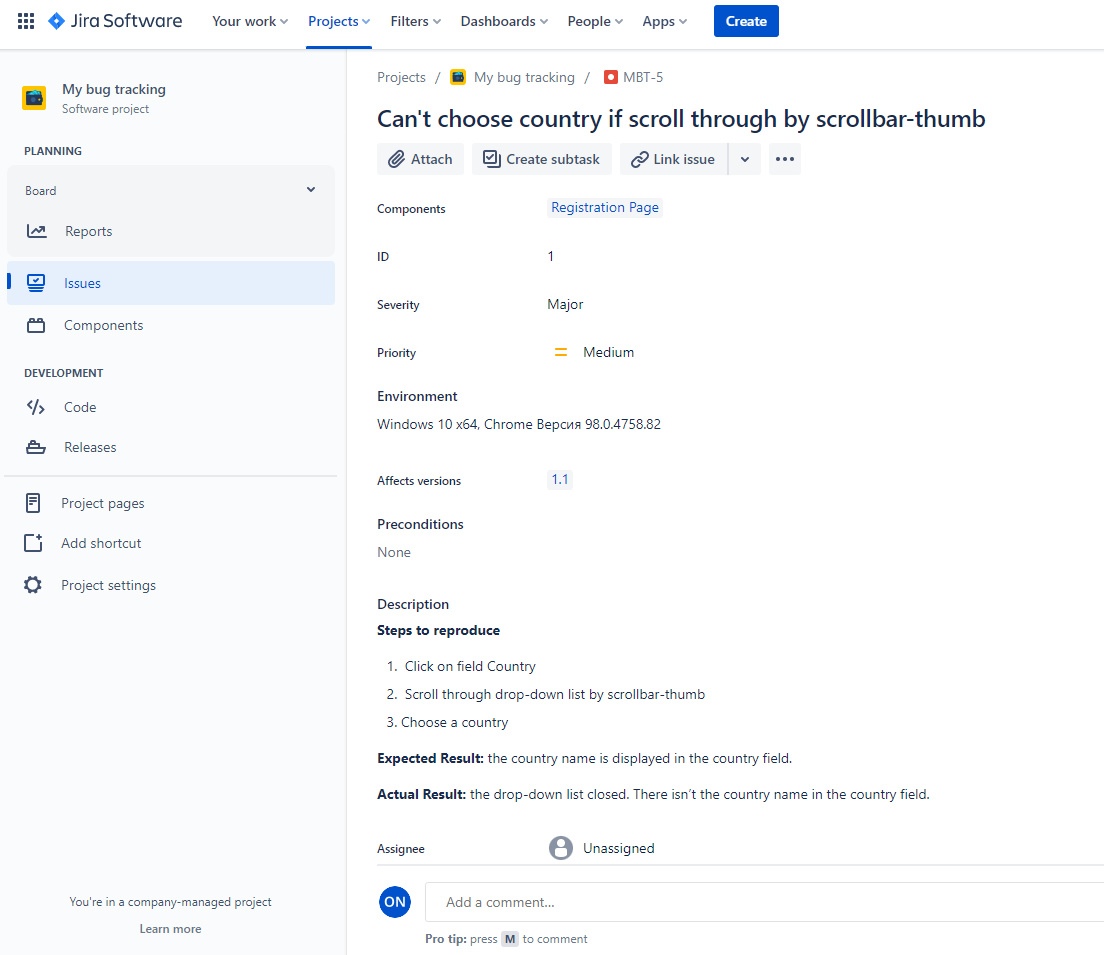 Jira Software Your work Projects Filters Dashboards People Apps Create
My bug tracking
Software project
PLANNING
Board
Reports
Issues
Components
DEVELOPMENT
Code
Releases
Project pages
Add shortcut
Project settings
You're in a company-managed project
Learn more
Projects / My bug tracking / MBT-5
Can't choose country if scroll through by scrollbar-thumb
Attach Create subtask Link issue
Components Registration Page
ID 1
Severity Major
Priority Medium
Environment
Windows 10 x64, Chrome Версия 98.0.4758.82
Affects versions 1.1
Preconditions
None
Description
Steps to reproduce
1. Click on field Country
2. Scroll through drop-down list by scrollbar-thumb
3. Choose a country
Expected Result: the country name is displayed in the country field.
Actual Result: the drop-down list closed. There isn't the country name in the country field.
Assignee Unassigned
ON Add a comment...
Pro tip: press M to comment